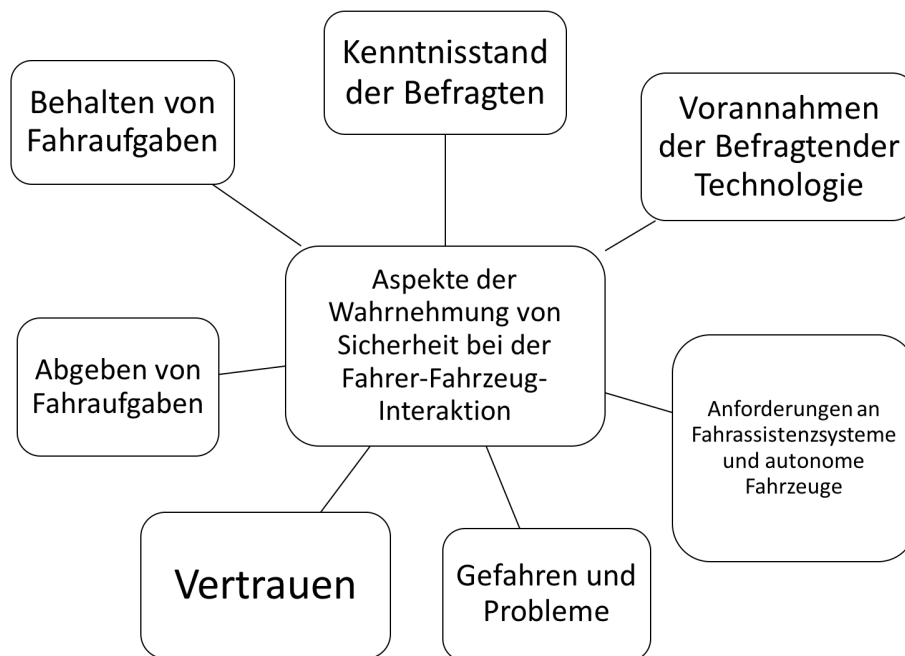 Kenntnisstand
der Befragten
Behalten von
Fahraufgaben
Vorannahmen
der Befragtender
Technologie
Aspekte der
Wahrnehmung von
Sicherheit bei der
Fahrer-Fahrzeug-
Interaktion
Abgeben von
Fahraufgaben
Anforderungen an
Fahrassistenzsysteme
und autonome
Fahrzeuge
Vertrauen
Gefahren und
Probleme